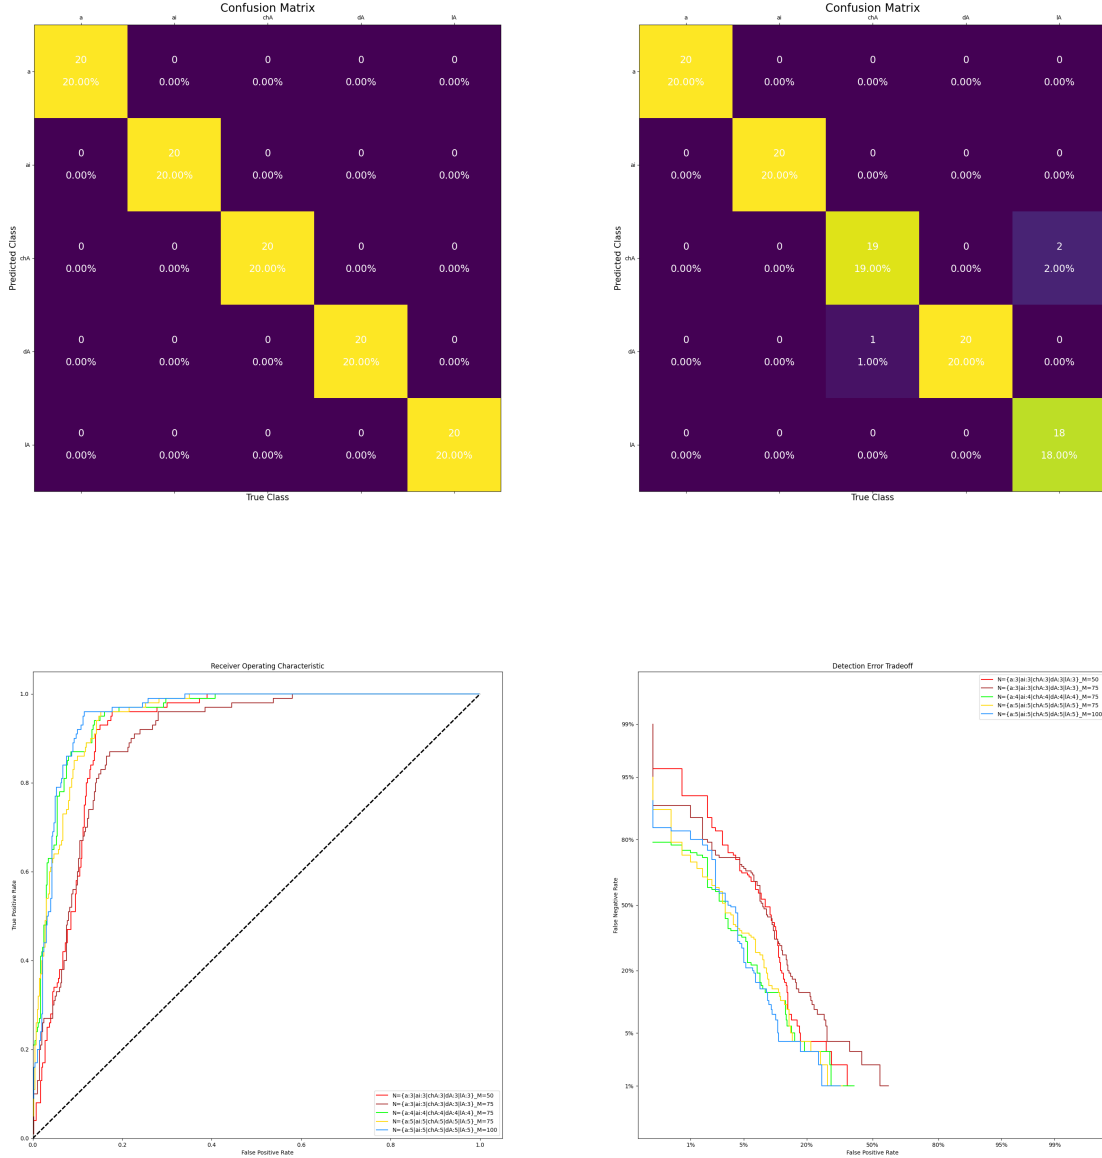 Confusion Matrix
a ai chA dA lA
a
20 0 0 0 0
20.00% 0.00% 0.00% 0.00% 0.00%
ai
0 20 0 0 0
0.00% 20.00% 0.00% 0.00% 0.00%
Predicted Class
chA
0 0 20 0 0
0.00% 0.00% 20.00% 0.00% 0.00%
dA
0 0 0 20 0
0.00% 0.00% 0.00% 20.00% 0.00%
lA
0 0 0 0 20
0.00% 0.00% 0.00% 0.00% 20.00%
True Class
Confusion Matrix
a ai chA dA lA
a
20 0 0 0 0
20.00% 0.00% 0.00% 0.00% 0.00%
ai
0 20 0 0 0
0.00% 20.00% 0.00% 0.00% 0.00%
Predicted Class
chA
0 0 19 0 2
0.00% 0.00% 19.00% 0.00% 2.00%
dA
0 0 1 20 0
0.00% 0.00% 1.00% 20.00% 0.00%
lA
0 0 0 0 18
0.00% 0.00% 0.00% 0.00% 18.00%
True Class
Receiver Operating Characteristic
1.0
0.8
0.6
True Positive Rate
0.4
0.2
0.0
N={a:3|ai:3|chA:3|dA:3|lA:3}_M=50
N={a:3|ai:3|chA:3|dA:3|lA:3}_M=75
N={a:4|ai:4|chA:4|dA:4|lA:4}_M=75
N={a:5|ai:5|chA:5|dA:5|lA:5}_M=75
N={a:5|ai:5|chA:5|dA:5|lA:5}_M=100
0.0 0.2 0.4 0.6 0.8 1.0
False Positive Rate
Detection Error Tradeoff
N={a:3|ai:3|chA:3|dA:3|lA:3}_M=50
N={a:3|ai:3|chA:3|dA:3|lA:3}_M=75
N={a:4|ai:4|chA:4|dA:4|lA:4}_M=75
N={a:5|ai:5|chA:5|dA:5|lA:5}_M=75
N={a:5|ai:5|chA:5|dA:5|lA:5}_M=100
99%
95%
80%
False Negative Rate
50%
20%
5%
1%
1% 5% 20% 50% 80% 95% 99%
False Positive Rate